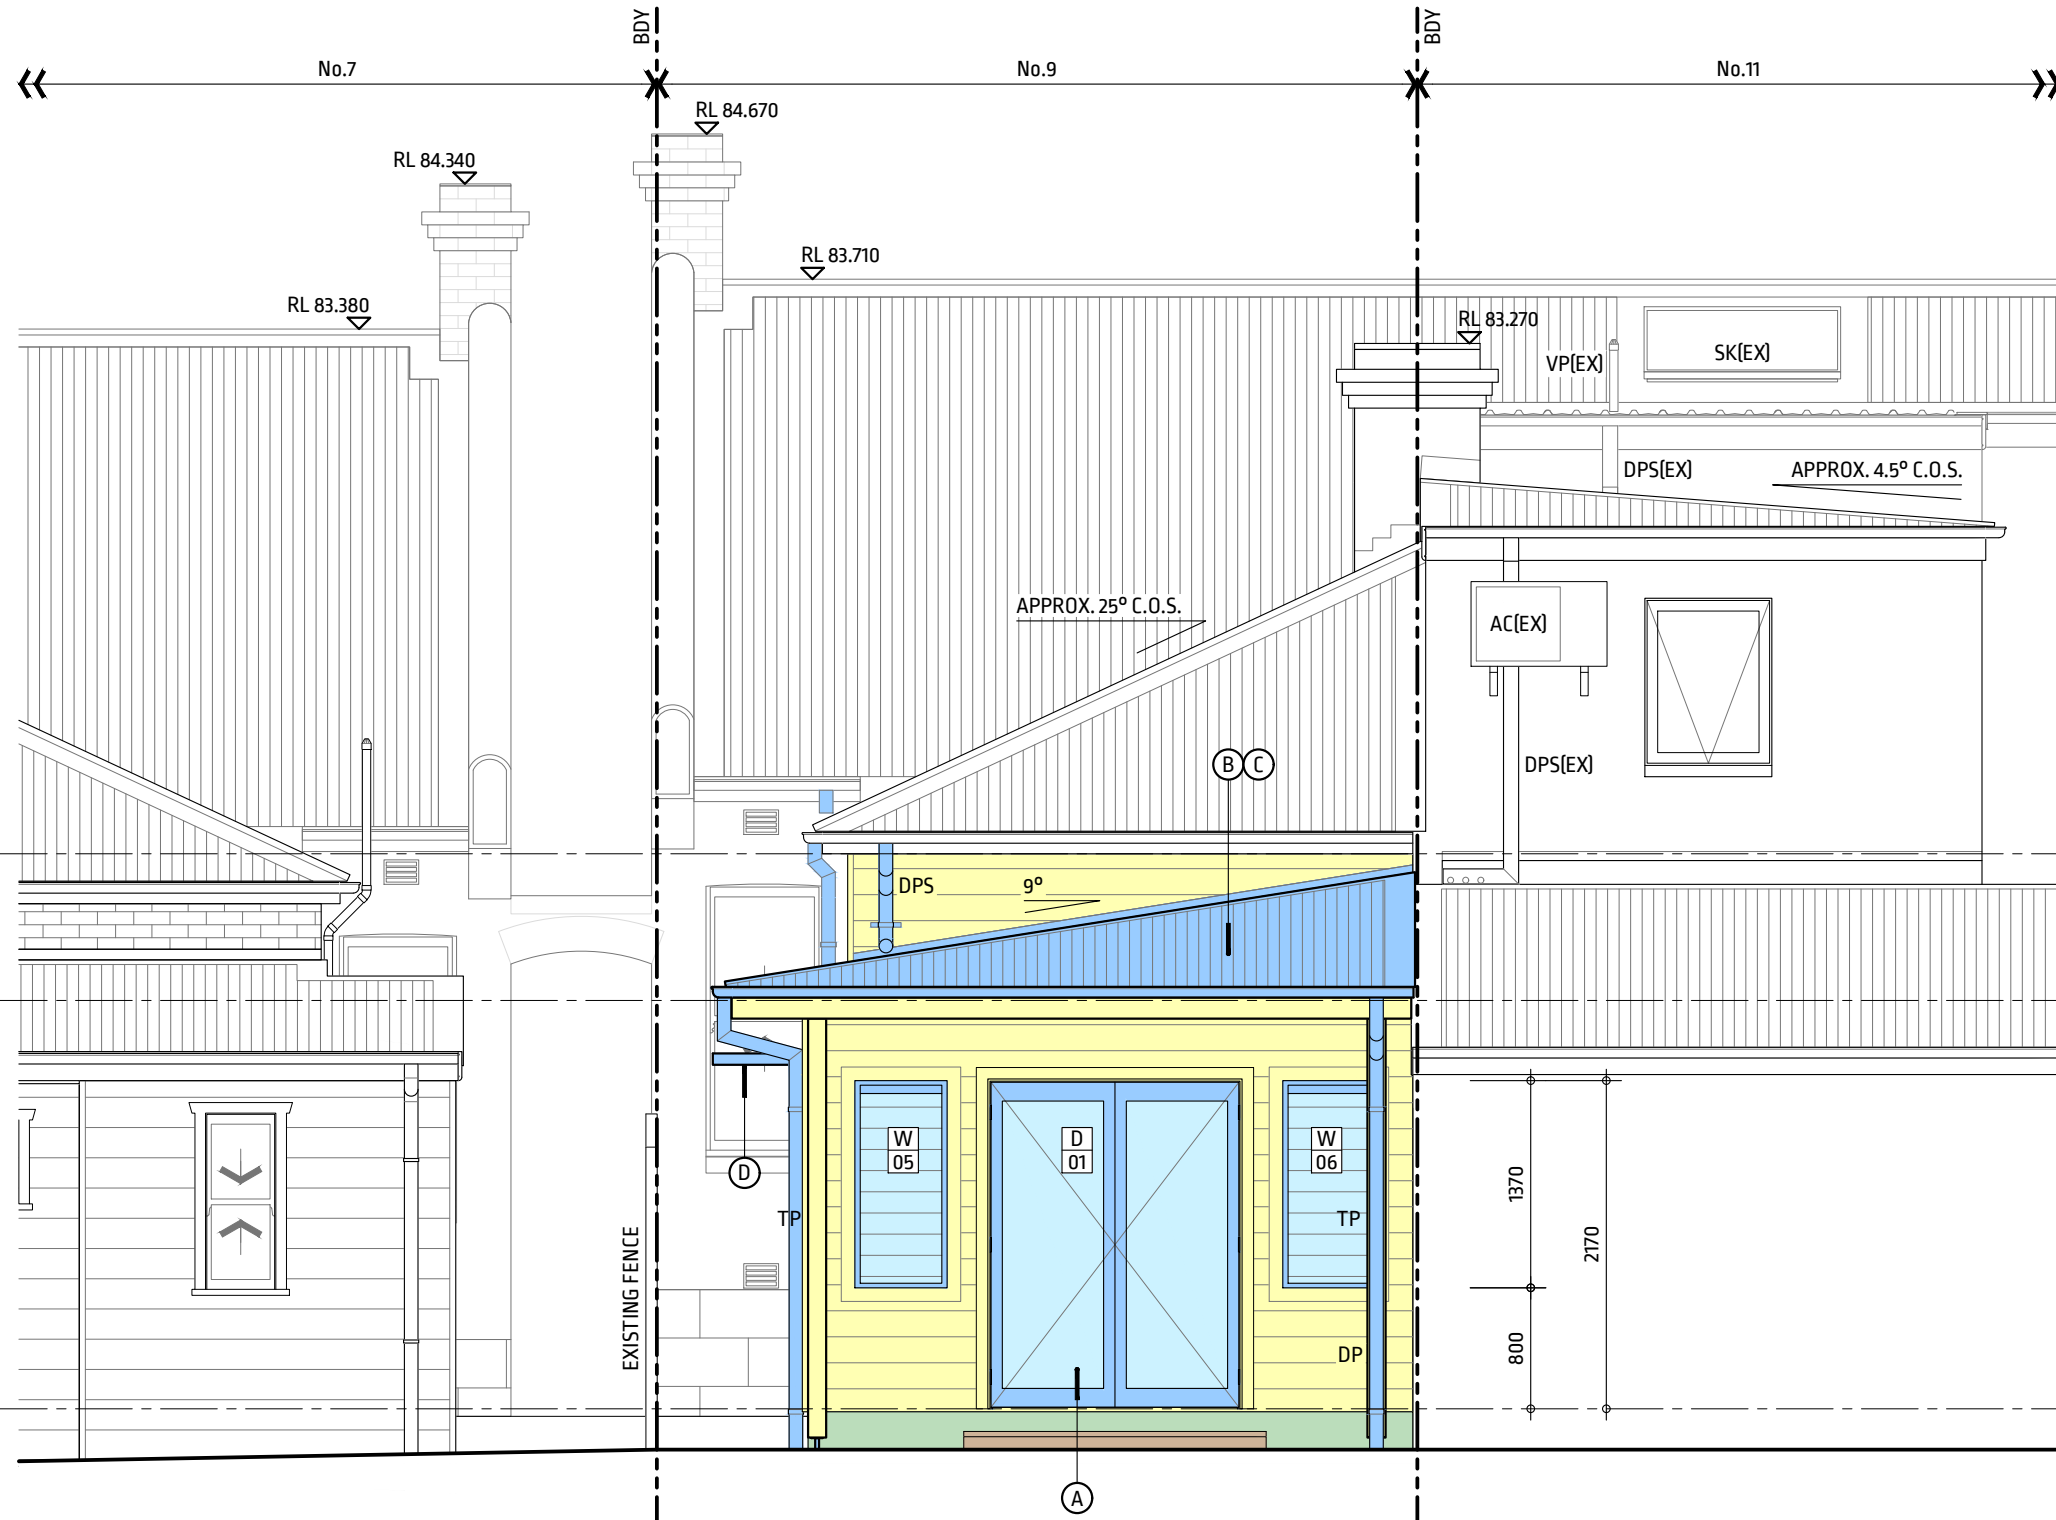 BDY
BDY
No.7
No.9
No.11
RL 84.670
RL 84.340
RL 83.710
RL 83.380
RL 83.270
VP(EX)
SK(EX)
DPS(EX)
APPROX. 4.5° C.O.S.
APPROX. 25° C.O.S.
AC(EX)
B
C
DPS(EX)
DPS
9°
W
05
D
01
W
06
D
TP
TP
1370
2170
EXISTING FENCE
DP
800
A